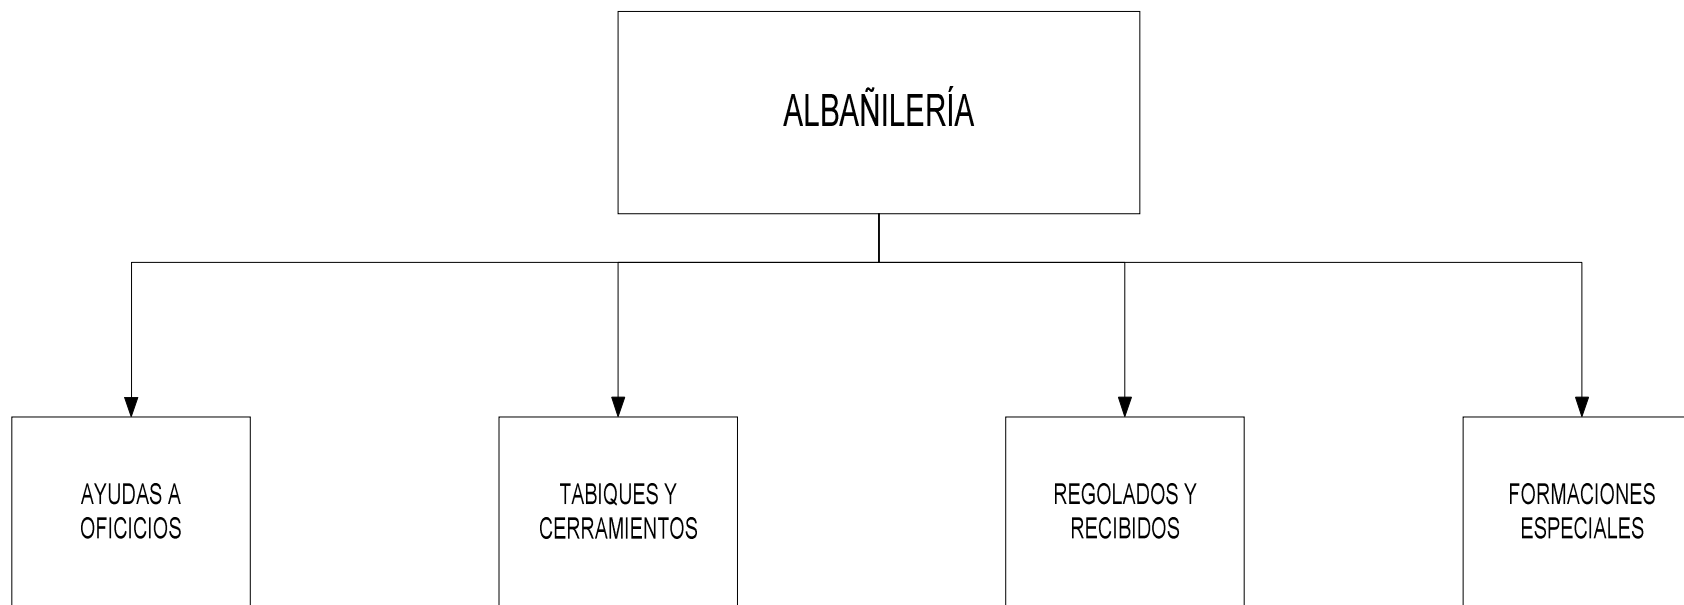 ALBAÑILERÍA
AYUDAS A
OFICICIOS
TABIQUES Y
CERRAMIENTOS
REGOLADOS Y
RECIBIDOS
FORMACIONES
ESPECIALES